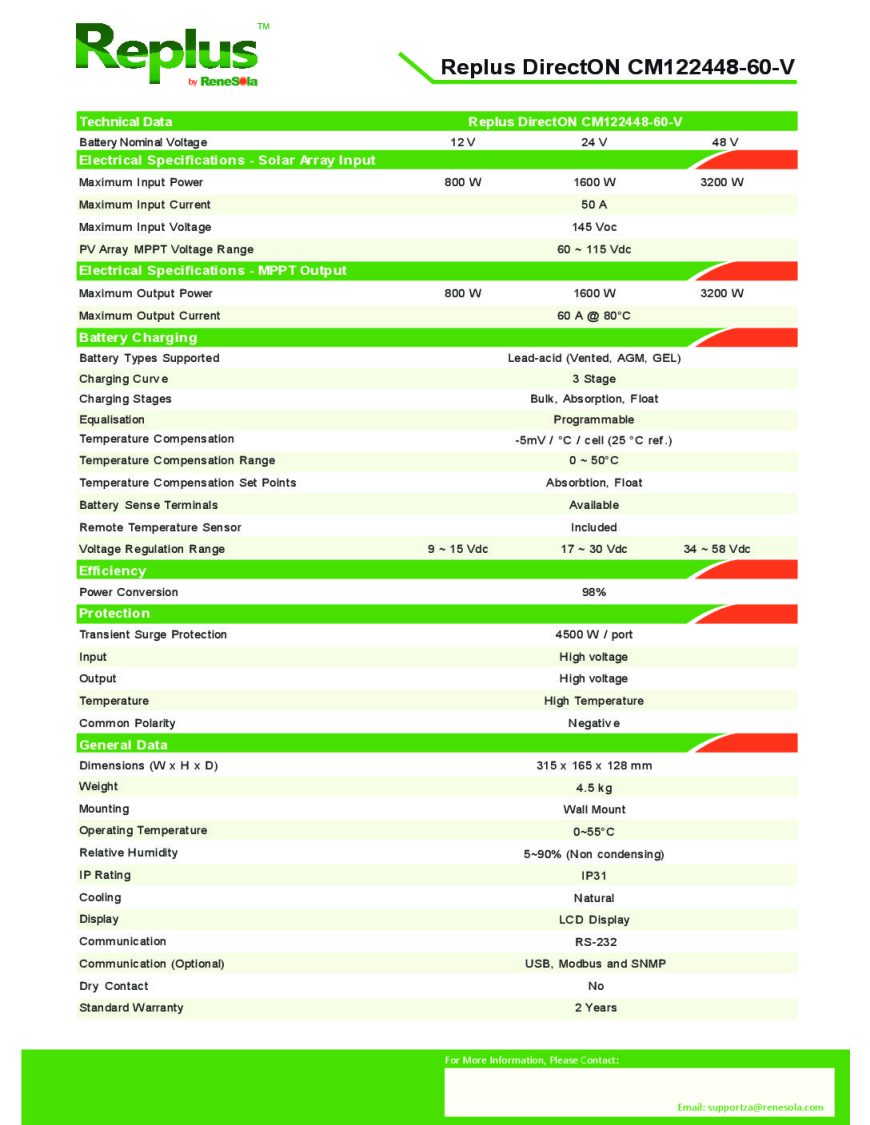 Replus TM
by ReneSola
Replus DirectON CM122448-60-V
Technical Data Replus DirectON CM122448-60-V
Battery Nominal Voltage 12 V 24 V 48 V
Electrical Specifications - Solar Array Input
Maximum Input Power 800 W 1600 W 3200 W
Maximum Input Current 50 A
Maximum Input Voltage 145 Voc
PV Array MPPT Voltage Range 60 ~ 115 Vdc
Electrical Specifications - MPPT Output
Maximum Output Power 800 W 1600 W 3200 W
Maximum Output Current 60 A @ 80°C
Battery Charging
Battery Types Supported Lead-acid (Vented, AGM, GEL)
Charging Curve 3 Stage
Charging Stages Bulk, Absorption, Float
Equalisation Programmable
Temperature Compensation -5mV / °C / cell (25 °C ref.)
Temperature Compensation Range 0 ~ 50°C
Temperature Compensation Set Points Absorbtion, Float
Battery Sense Terminals Available
Remote Temperature Sensor Included
Voltage Regulation Range 9 ~ 15 Vdc 17 ~ 30 Vdc 34 ~ 58 Vdc
Efficiency
Power Conversion 98%
Protection
Transient Surge Protection 4500 W / port
Input High voltage
Output High voltage
Temperature High Temperature
Common Polarity Negative
General Data
Dimensions (W x H x D) 315 x 165 x 128 mm
Weight 4.5 kg
Mounting Wall Mount
Operating Temperature 0~55°C
Relative Humidity 5~90% (Non condensing)
IP Rating IP31
Cooling Natural
Display LCD Display
Communication RS-232
Communication (Optional) USB, Modbus and SNMP
Dry Contact No
Standard Warranty 2 Years
For More Information, Please Contact:
Email: supportza@renesola.com